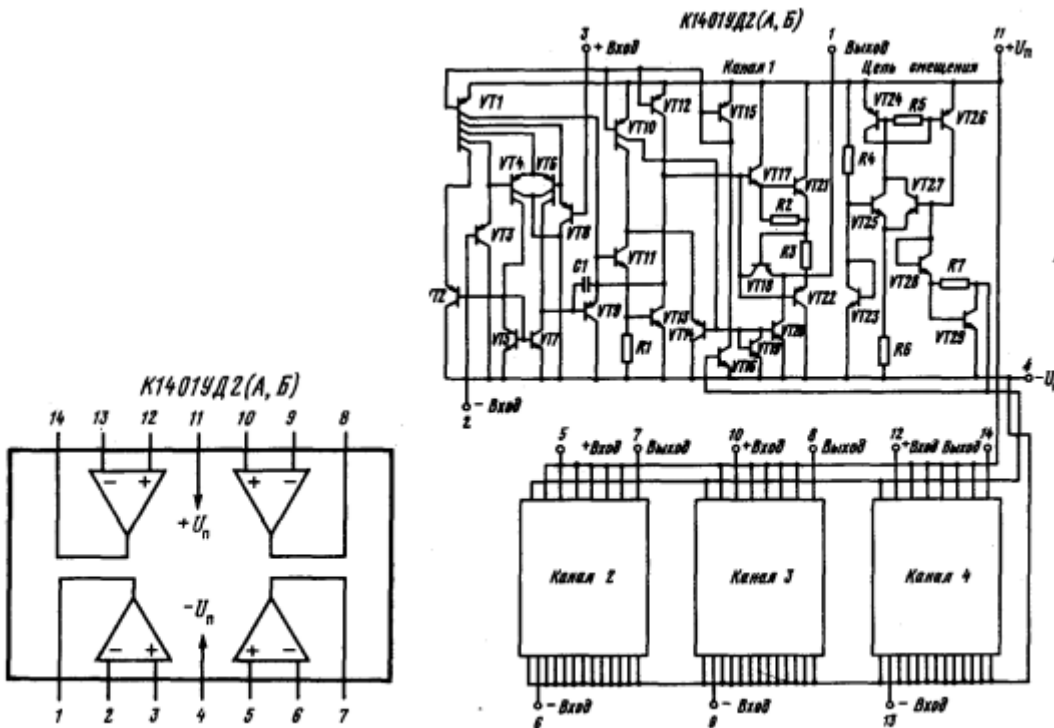 К1401УД2(А, Б)
3 + Вход
1 Выход
11 +Uп
Канал 1
Цепь смещения
VT1
VT12
VT15
VT24
R5
VT26
VT10
R4
VT4
VT6
VT17
VT21
VT27
R2
VT25
VT3
VT8
R3
VT11
VT18
VT28
R7
C1
VT22
VT23
VT9
VT13
VT14
VT20
VT29
VT5
VT7
R1
VT19
VT16
R6
4
2 - Вход
К1401УД2(А, Б)
14 13 12 11 10 9 8
- + + -
+Uп
-Uп
- + + -
1 2 3 4 5 6 7
5 +Вход 7 Выход
10 +Вход 8 Выход
12 +Вход Выход 14
Канал 2
Канал 3
Канал 4
6 - Вход
9 - Вход
13 - Вход